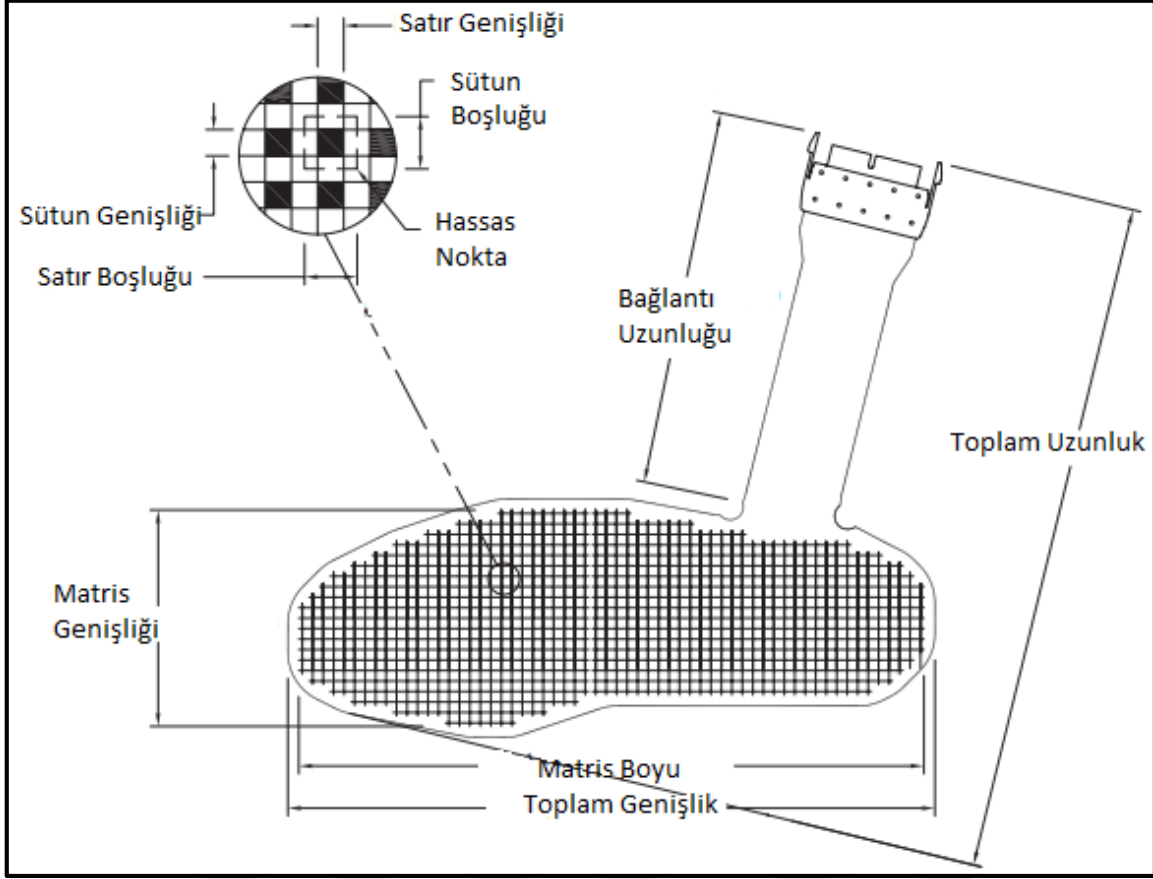 Satır Genişliği
Sütun
Boşluğu
Sütun Genişliği
Hassas
Nokta
Satır Boşluğu
Bağlantı
Uzunluğu
Toplam Uzunluk
Matris
Genişliği
Matris Boyu
Toplam Genişlik